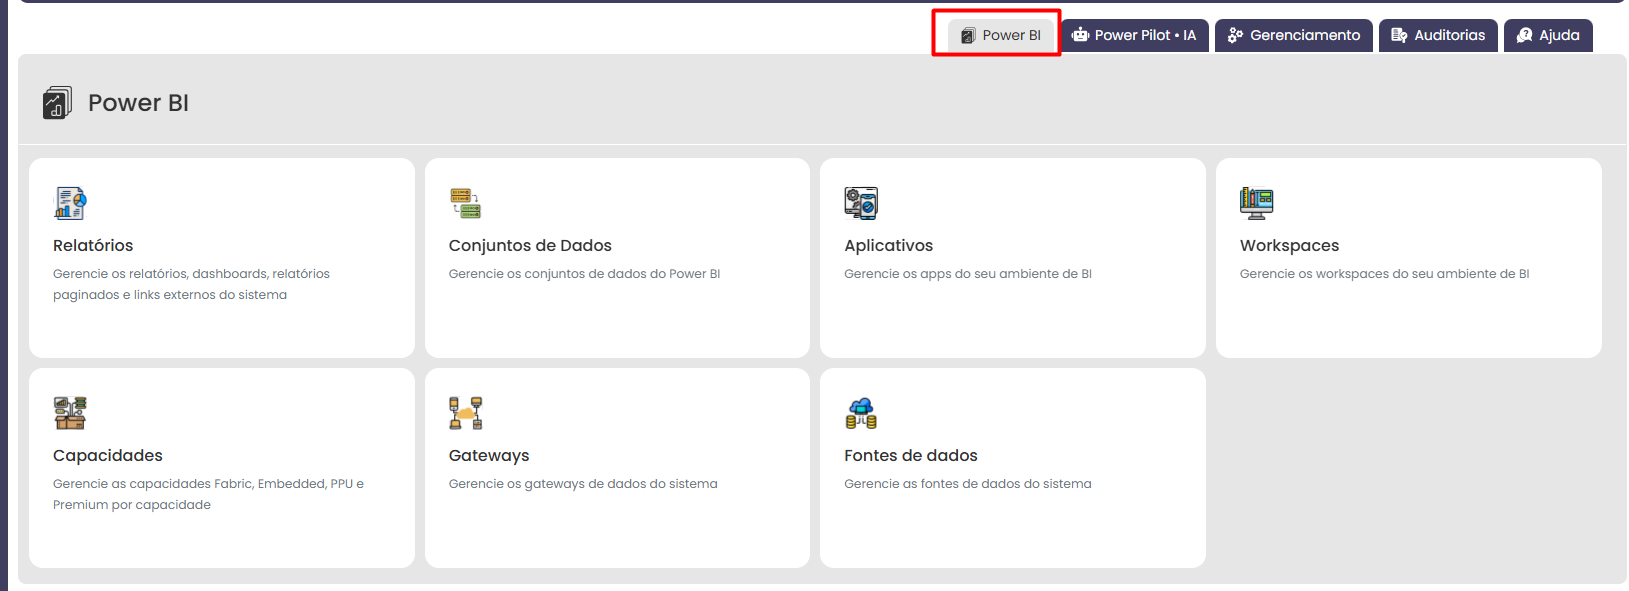 Power BI
Power Pilot • IA
Gerenciamento
Auditorias
Ajuda
Power BI
Relatórios
Gerencie os relatórios, dashboards, relatórios
paginados e links externos do sistema
Conjuntos de Dados
Gerencie os conjuntos de dados do Power BI
Aplicativos
Gerencie os apps do seu ambiente de BI
Workspaces
Gerencie os workspaces do seu ambiente de BI
Capacidades
Gerencie as capacidades Fabric, Embedded, PPU e
Premium por capacidade
Gateways
Gerencie os gateways de dados do sistema
Fontes de dados
Gerencie as fontes de dados do sistema